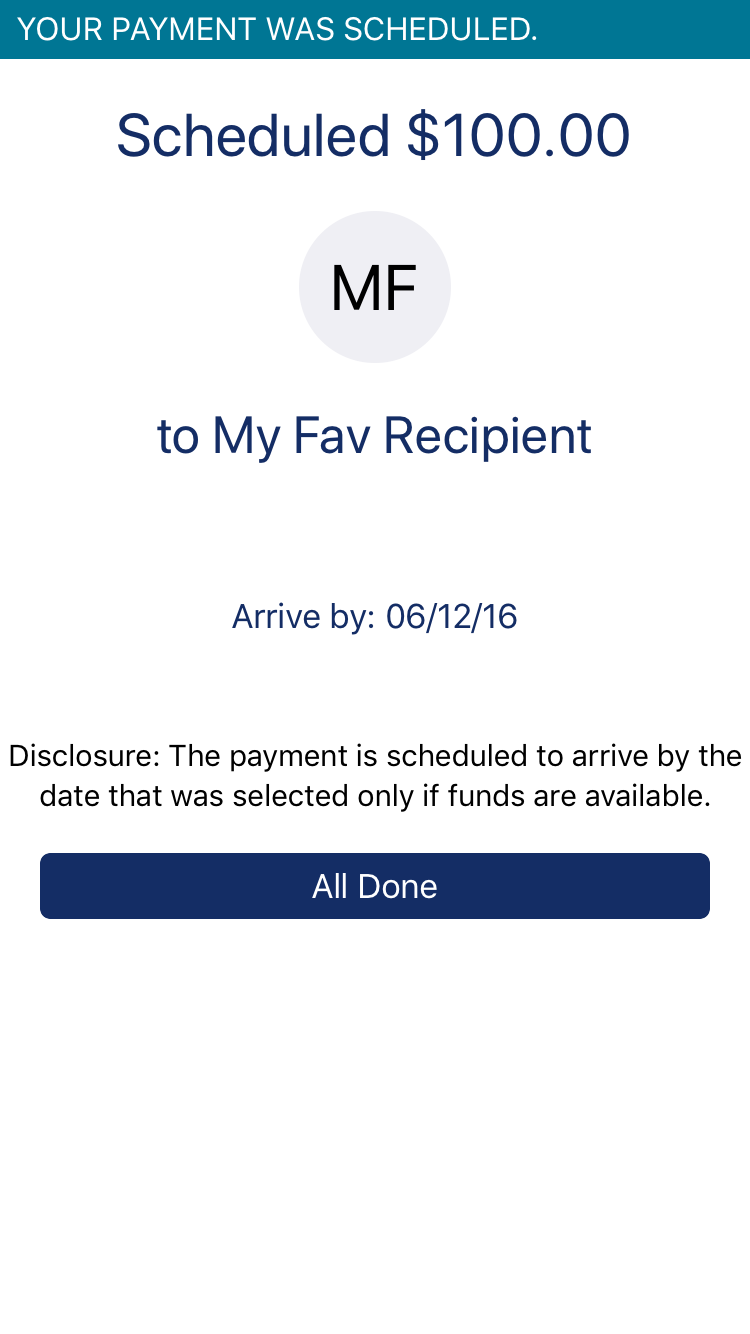 YOUR PAYMENT WAS SCHEDULED.
Scheduled $100.00
MF
to My Fav Recipient
Arrive by: 06/12/16
Disclosure: The payment is scheduled to arrive by the
date that was selected only if funds are available.
All Done